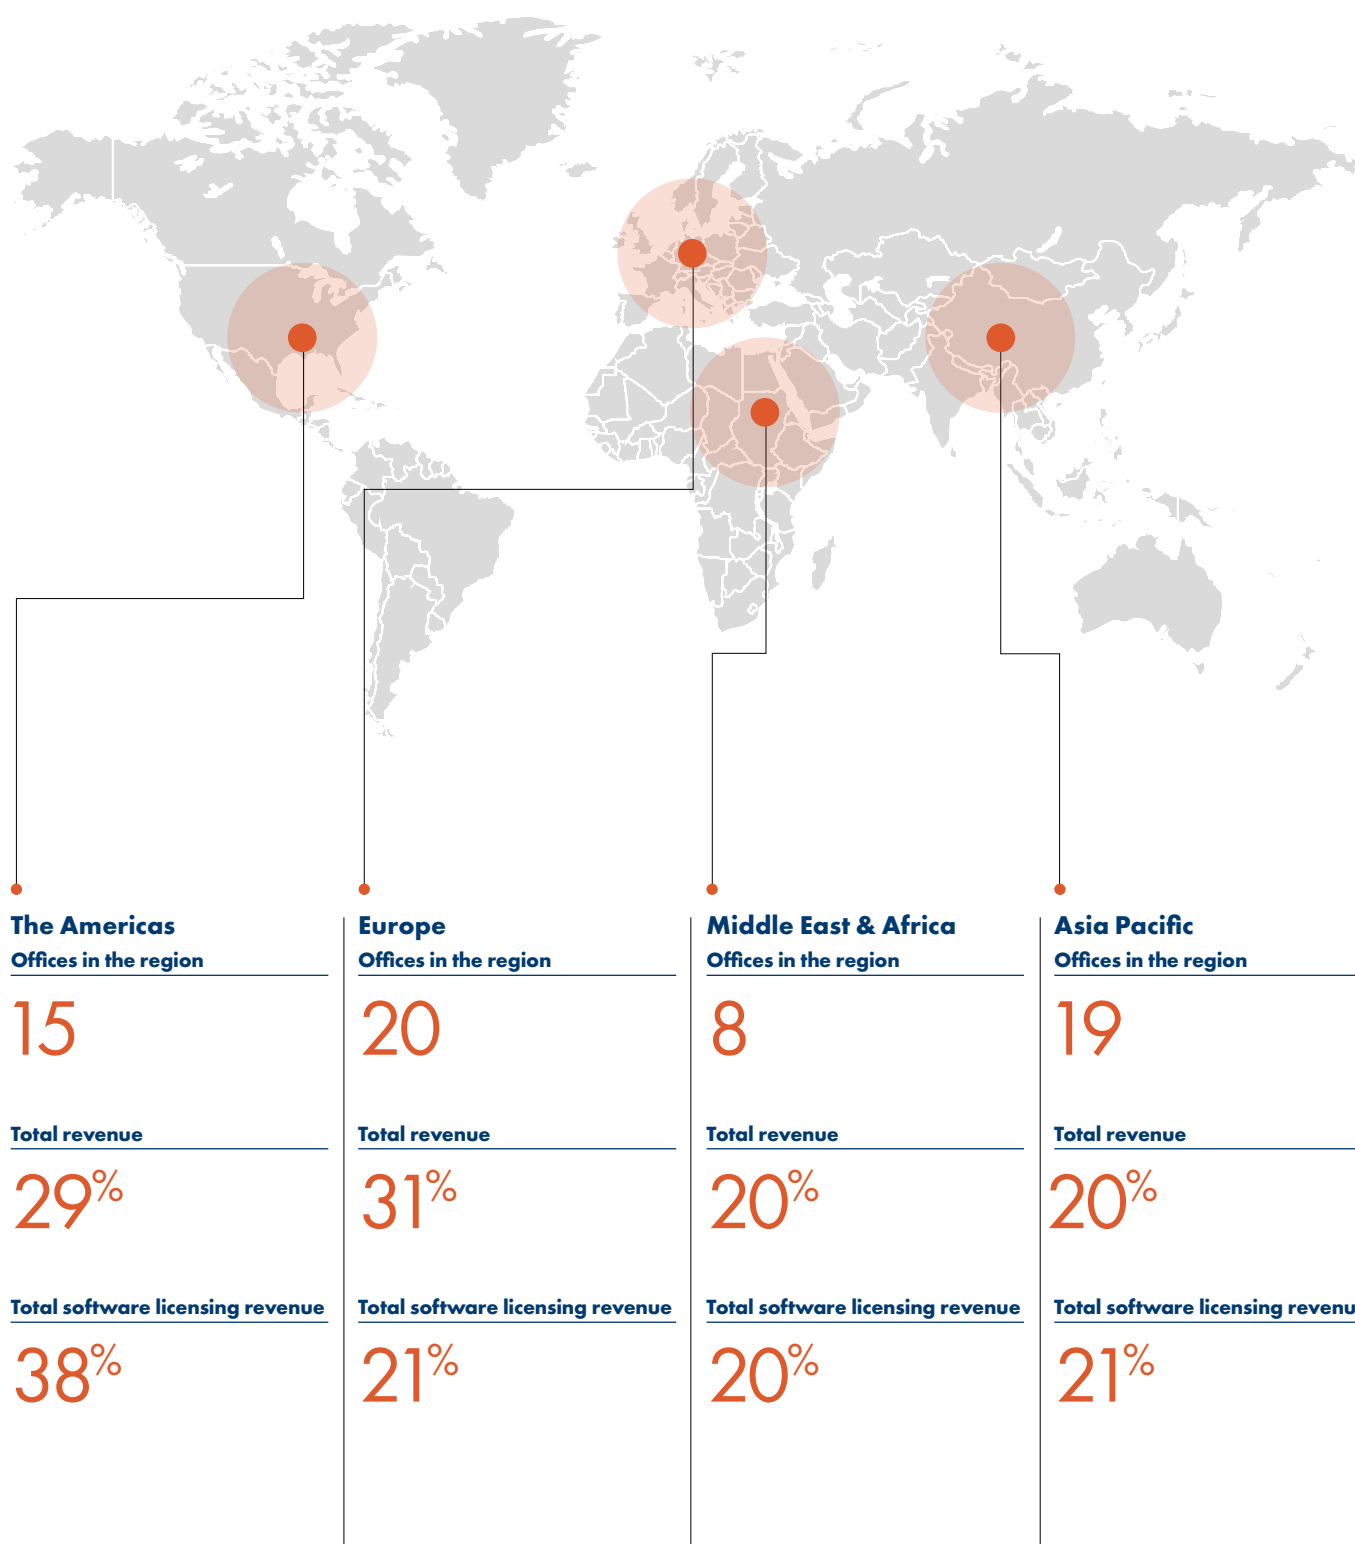 The Americas
Offices in the region
15
Total revenue
29%
Total software licensing revenue
38%
Europe
Offices in the region
20
Total revenue
31%
Total software licensing revenue
21%
Middle East & Africa
Offices in the region
8
Total revenue
20%
Total software licensing revenue
20%
Asia Pacific
Offices in the region
19
Total revenue
20%
Total software licensing revenu
21%